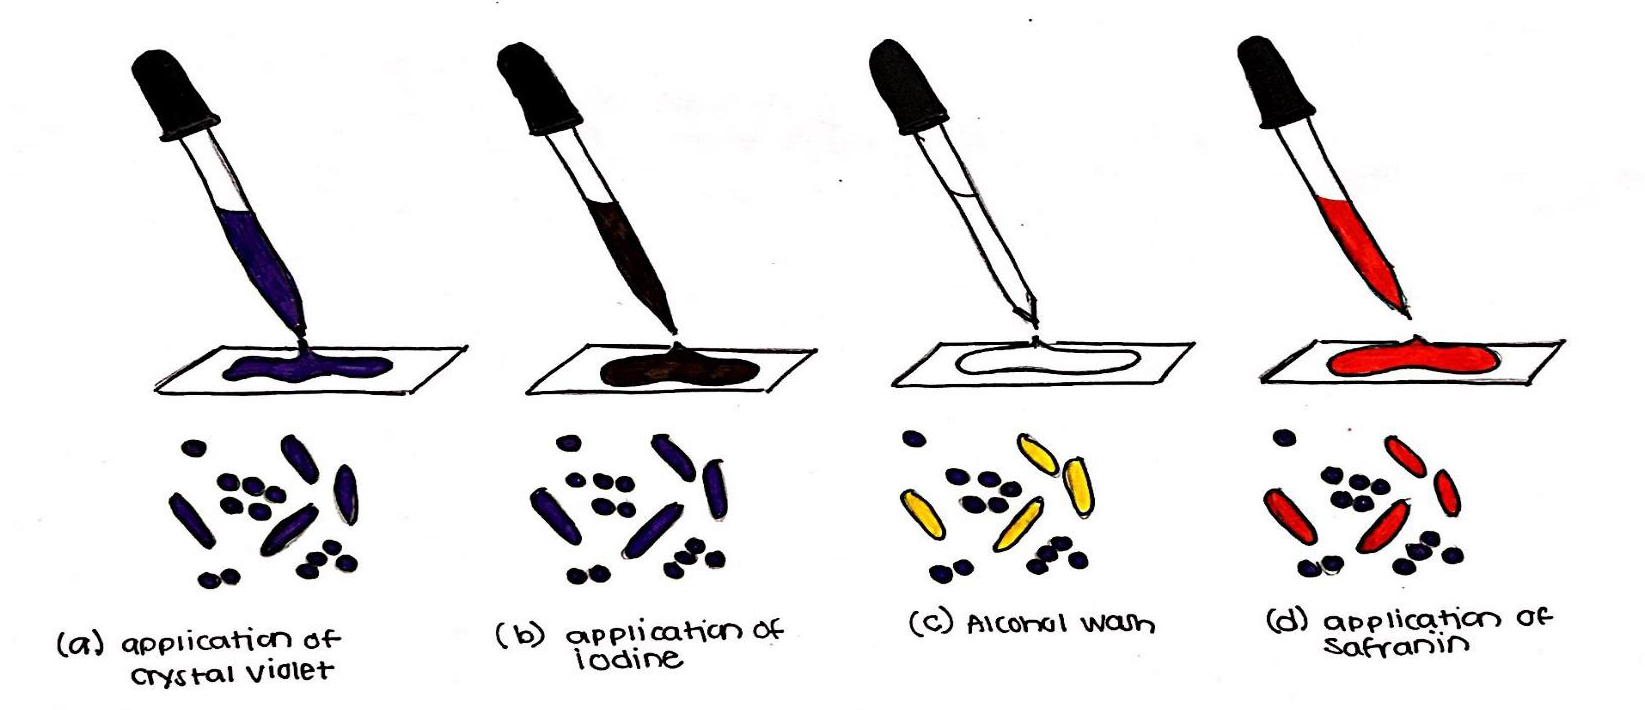 (a) application of
crystal violet
(b) application of
iodine
(c) Alcohol wash
(d) application of
safranin